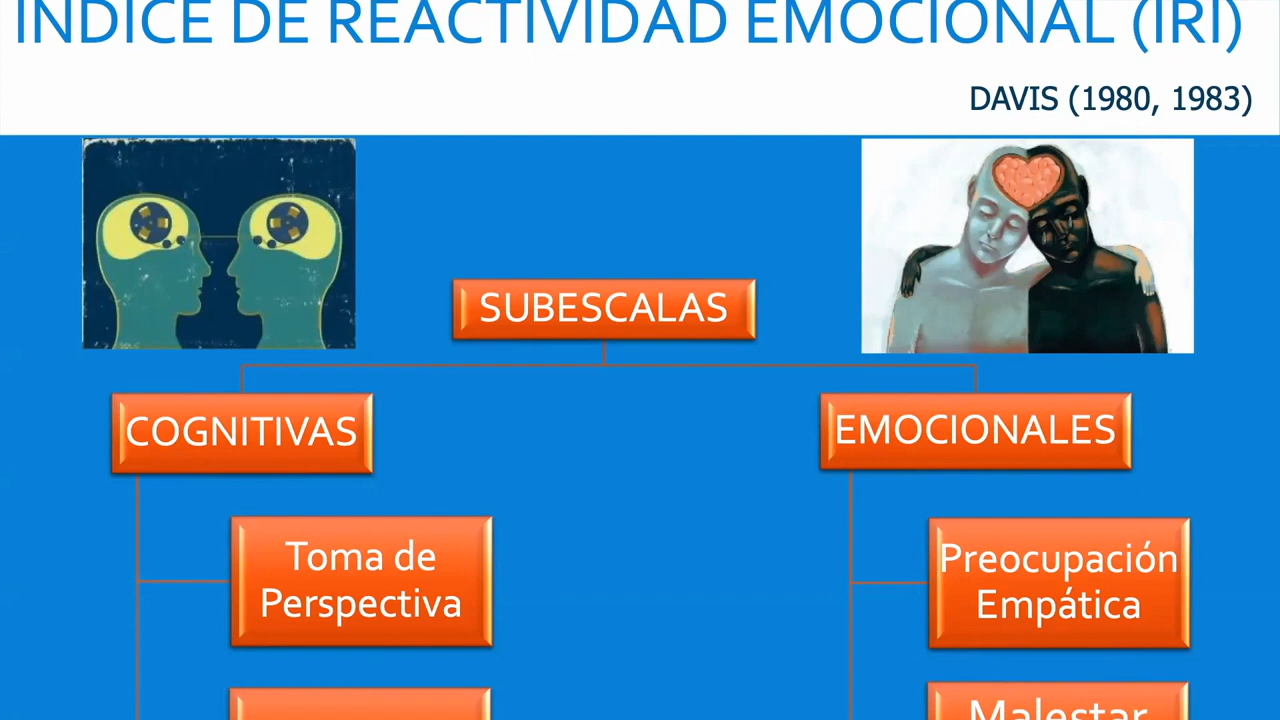 ÍNDICE DE REACTIVIDAD EMOCIONAL (IRI)
DAVIS (1980, 1983)
SUBESCALAS
COGNITIVAS
EMOCIONALES
Toma de
Perspectiva
Preocupación
Empática
Malestar